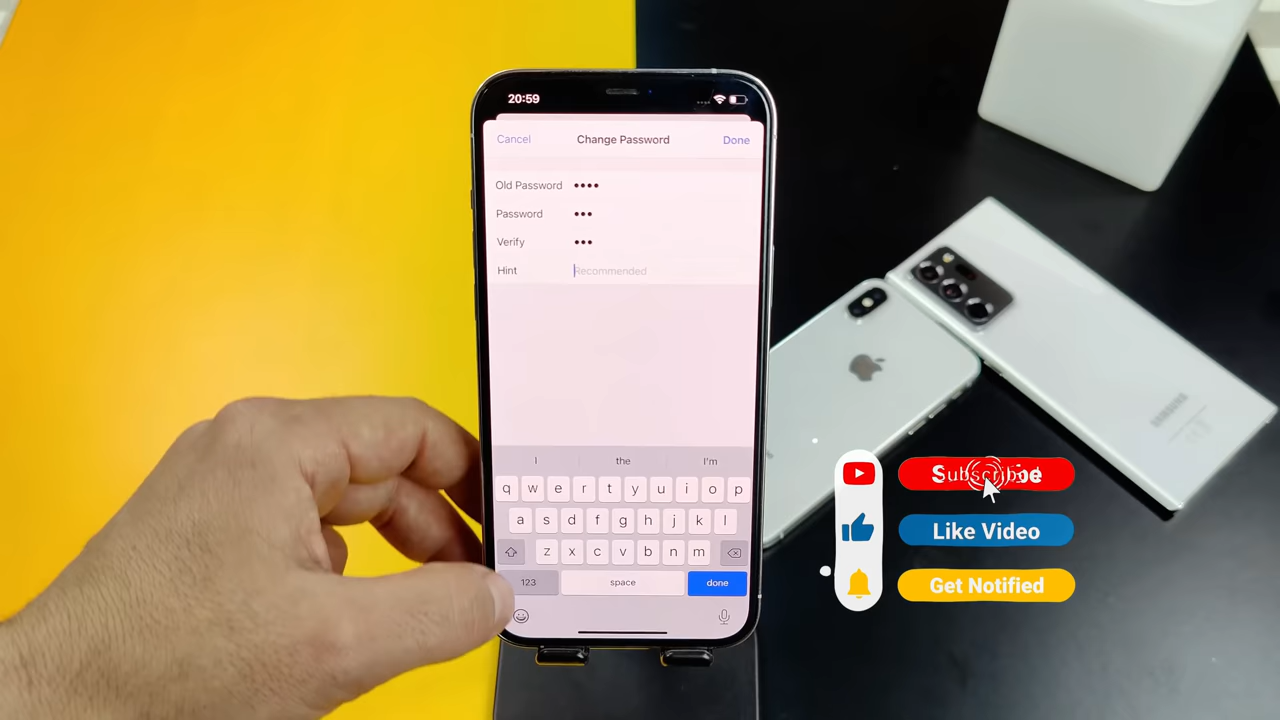 20:59
Cancel Change Password Done
Old Password ••••
Password •••
Verify •••
Hint Recommended
I the I'm
q w e r t y u i o p
a s d f g h j k l
z x c v b n m
123 space done
SAMSUNG
Like Video
Get Notified